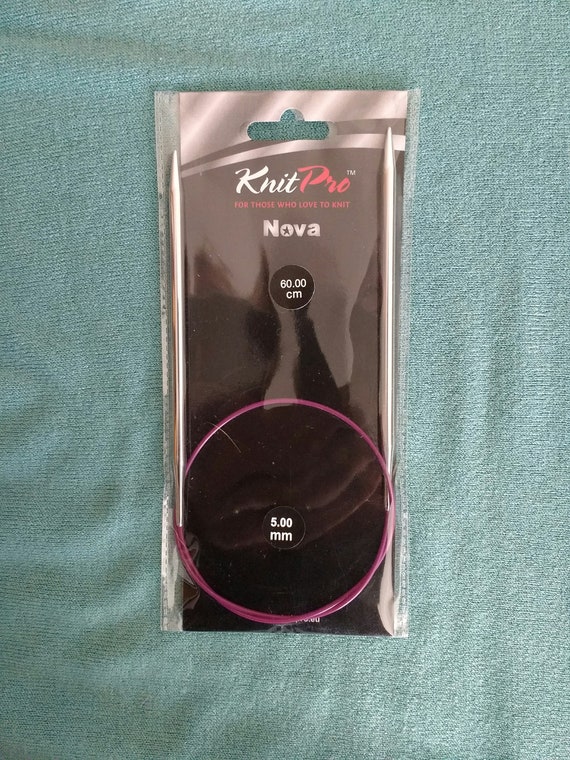 KnitPro™
FOR THOSE WHO LOVE TO KNIT
Nova
60.00
cm
5.00
mm